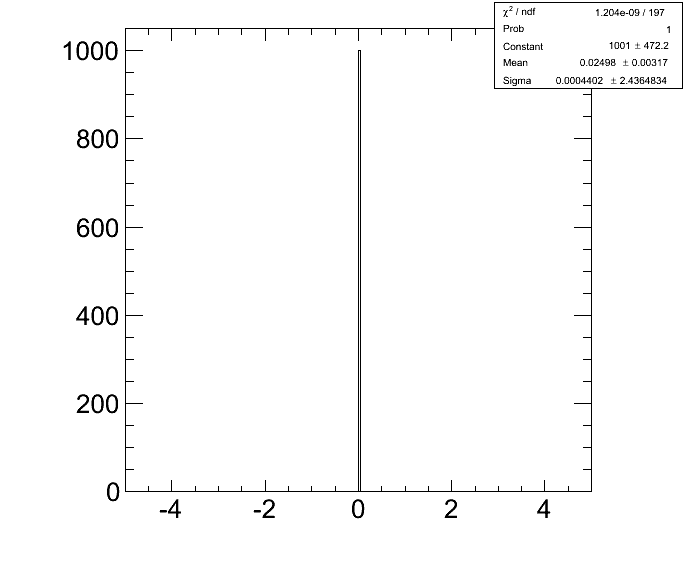 χ² / ndf 1.204e-09 / 197
Prob 1
Constant 1001 ± 472.2
Mean 0.02498 ± 0.00317
Sigma 0.0004402 ± 2.4364834
1000
800
600
400
200
0
-4 -2 0 2 4